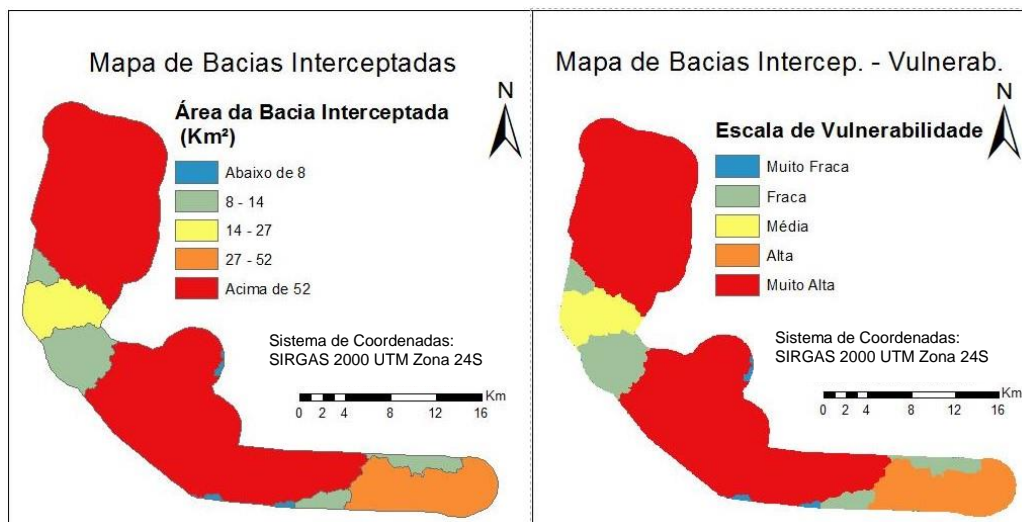 Mapa de Bacias Interceptadas
N
Área da Bacia Interceptada
(Km²)
Abaixo de 8
8 - 14
14 - 27
27 - 52
Acima de 52
Sistema de Coordenadas:
SIRGAS 2000 UTM Zona 24S
Km
0 2 4 8 12 16
Mapa de Bacias Intercep. - Vulnerab.
N
Escala de Vulnerabilidade
Muito Fraca
Fraca
Média
Alta
Muito Alta
Sistema de Coordenadas:
SIRGAS 2000 UTM Zona 24S
Km
0 2 4 8 12 16